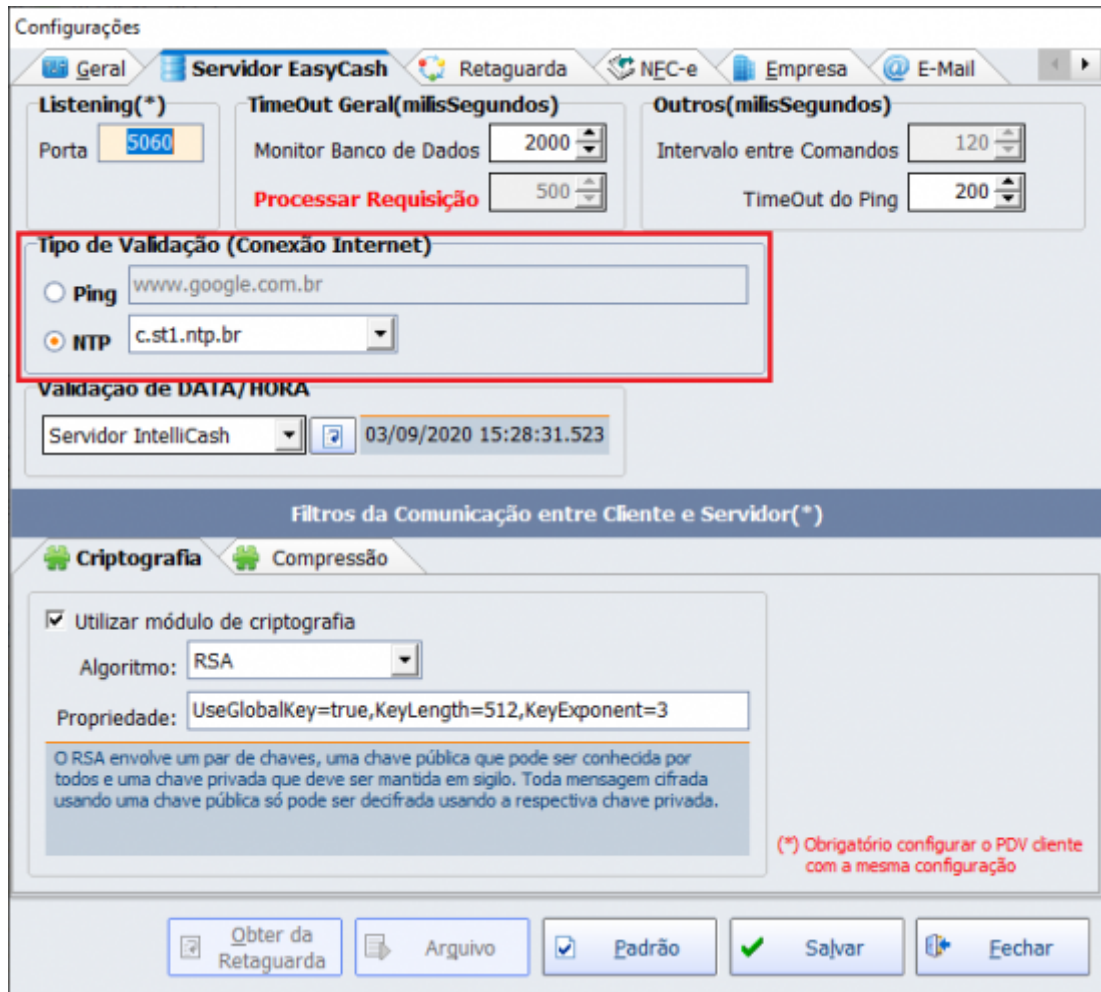 Configurações
Geral Servidor EasyCash Retaguarda NFC-e Empresa E-Mail
Listening(*) TimeOut Geral(milisSegundos) Outros(milisSegundos)
Porta 5060 Monitor Banco de Dados 2000 Intervalo entre Comandos 120
Processar Requisição 500 TimeOut do Ping 200
Tipo de Validação (Conexão Internet)
Ping www.google.com.br
NTP c.st1.ntp.br
Validação de DATA/HORA
Servidor IntelliCash 03/09/2020 15:28:31.523
Filtros da Comunicação entre Cliente e Servidor(*)
Criptografia Compressão
Utilizar módulo de criptografia
Algoritmo: RSA
Propriedade: UseGlobalKey=true,KeyLength=512,KeyExponent=3
O RSA envolve um par de chaves, uma chave pública que pode ser conhecida por
todos e uma chave privada que deve ser mantida em sigilo. Toda mensagem cifrada
usando uma chave pública só pode ser decifrada usando a respectiva chave privada.
(*) Obrigatório configurar o PDV cliente
com a mesma configuração
Obter da
Retaguarda
Arquivo Padrão Salvar Fechar